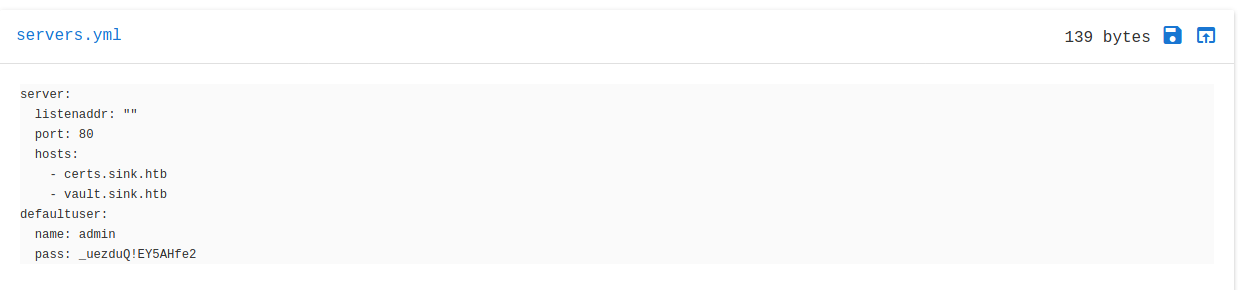 servers.yml
139 bytes
server:
  listenaddr: ""
  port: 80
  hosts:
    - certs.sink.htb
    - vault.sink.htb
defaultuser:
  name: admin
  pass: _uezduQ!EY5AHfe2